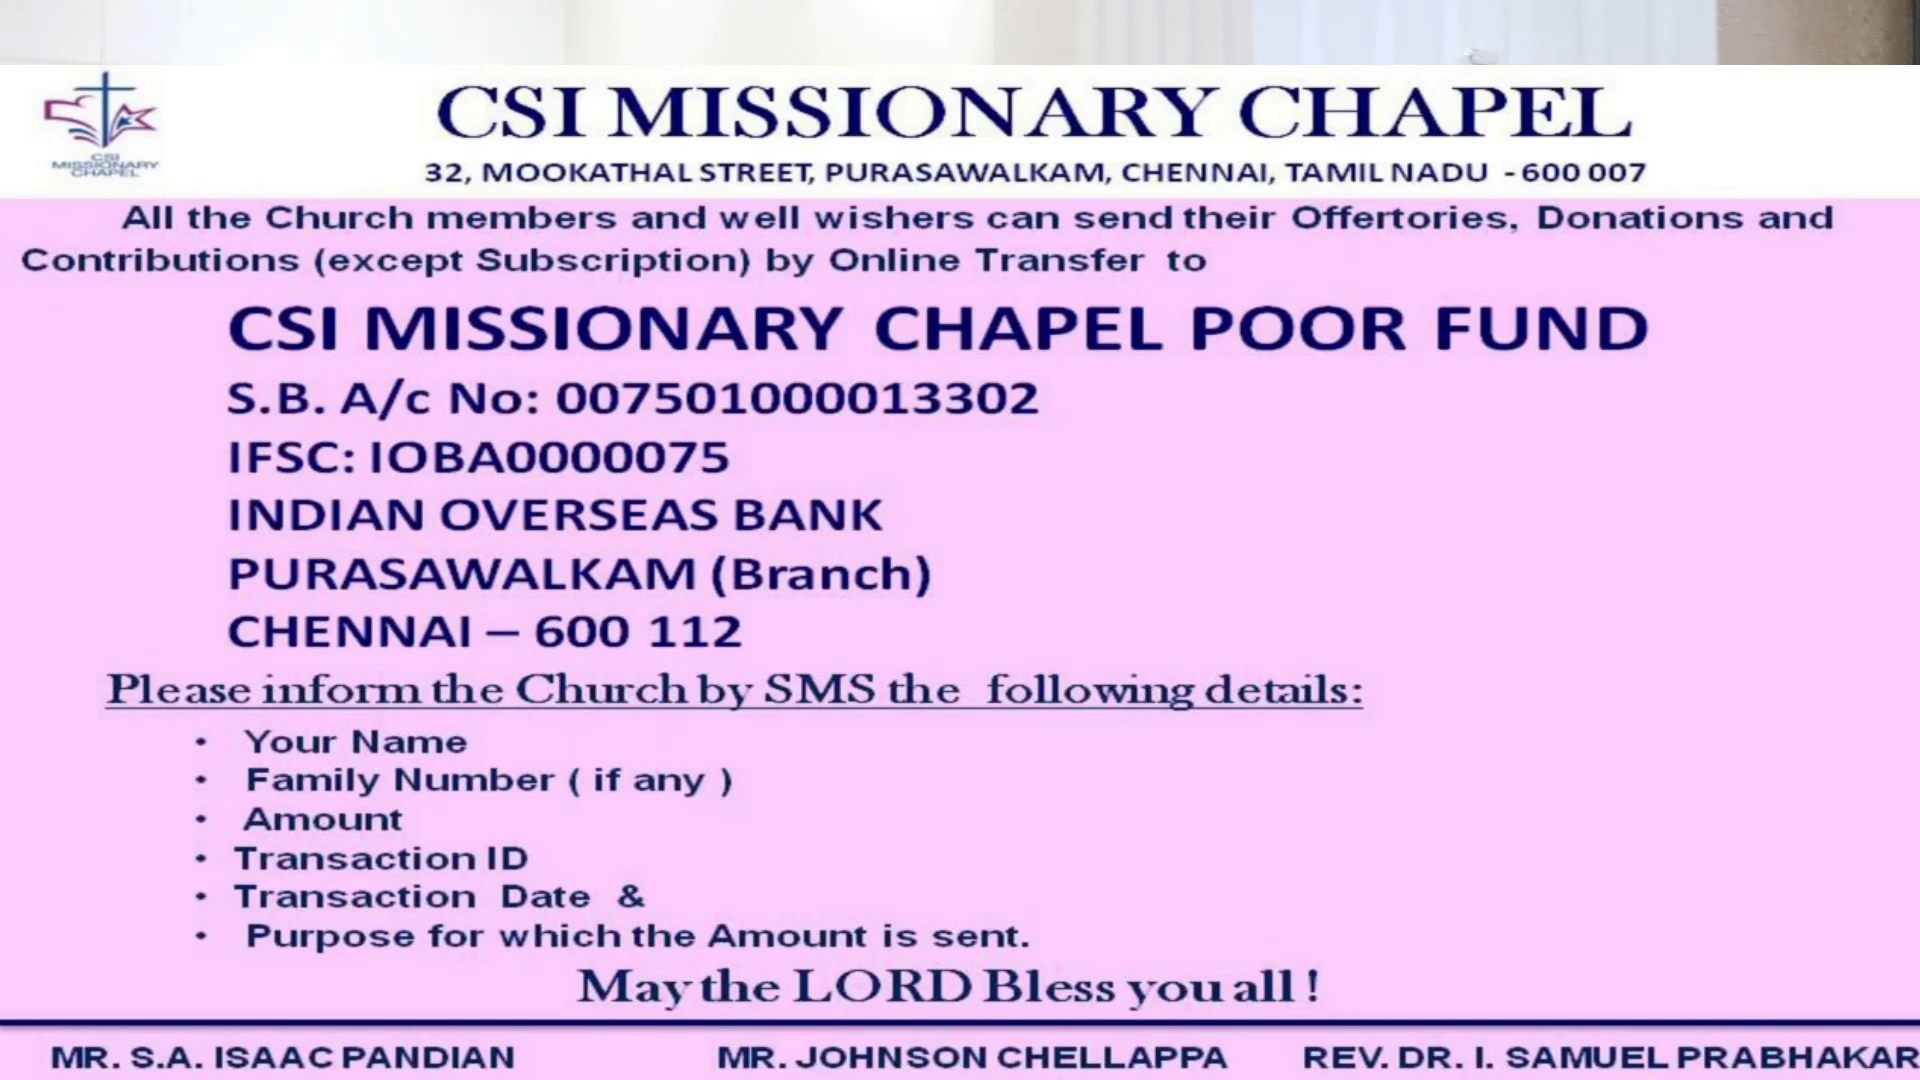 CSI
MISSIONARY
CHAPEL
CSI MISSIONARY CHAPEL
32, MOOKATHAL STREET, PURASAWALKAM, CHENNAI, TAMIL NADU - 600 007
All the Church members and well wishers can send their Offertories, Donations and
Contributions (except Subscription) by Online Transfer to
CSI MISSIONARY CHAPEL POOR FUND
S.B. A/c No: 007501000013302
IFSC: IOBA0000075
INDIAN OVERSEAS BANK
PURASAWALKAM (Branch)
CHENNAI – 600 112
Please inform the Church by SMS the following details:
• Your Name
• Family Number ( if any )
• Amount
• Transaction ID
• Transaction Date &
• Purpose for which the Amount is sent.
May the LORD Bless you all !
MR. S.A. ISAAC PANDIAN MR. JOHNSON CHELLAPPA REV. DR. I. SAMUEL PRABHAKAR